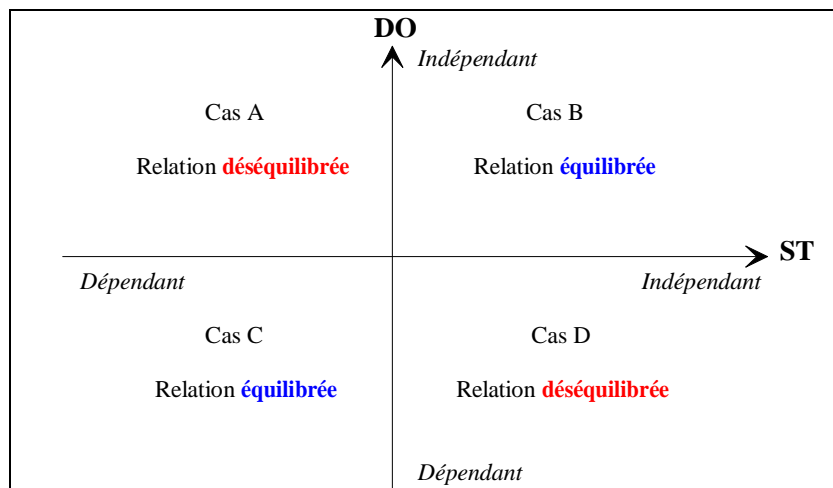 DO
Indépendant
Cas A
Cas B
Relation déséquilibrée
Relation équilibrée
ST
Dépendant
Indépendant
Cas C
Cas D
Relation équilibrée
Relation déséquilibrée
Dépendant